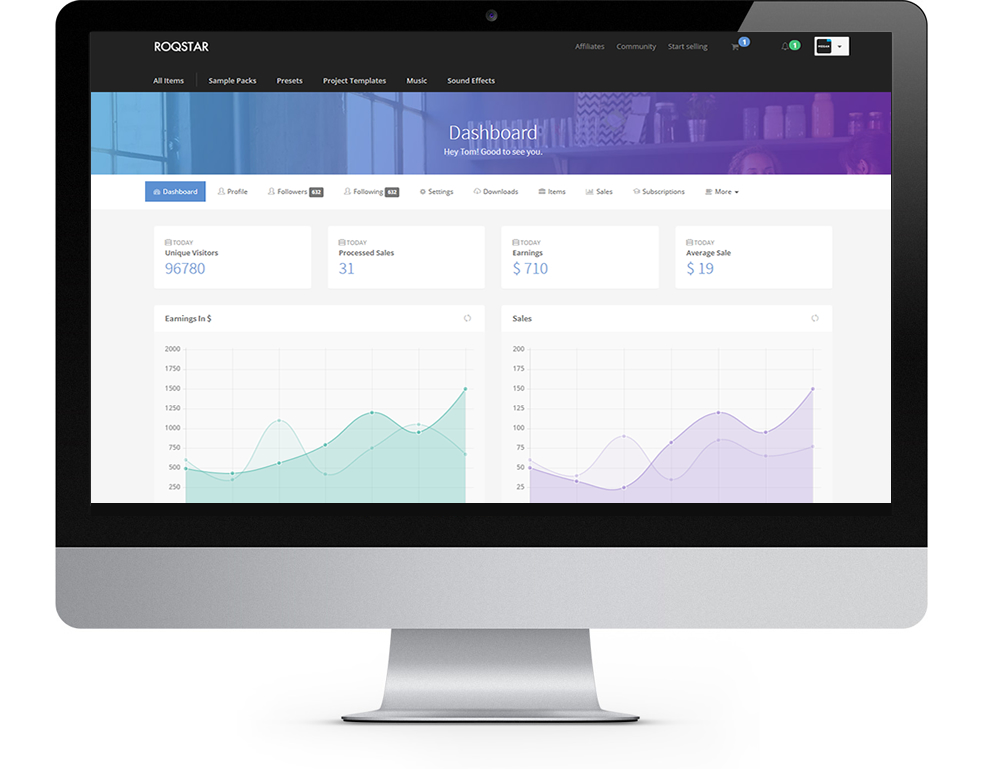 ROQSTAR
Affiliates Community Start selling 1 1
All Items Sample Packs Presets Project Templates Music Sound Effects
Dashboard
Hey Tom! Good to see you.
Dashboard Profile Followers 632 Following 632 Settings Downloads Items Sales Subscriptions More
TODAY
Unique Visitors
96780
TODAY
Processed Sales
31
TODAY
Earnings
$ 710
TODAY
Average Sale
$ 19
Earnings In $
2000
1750
1500
1250
1000
750
500
250
Sales
200
175
150
125
100
75
50
25